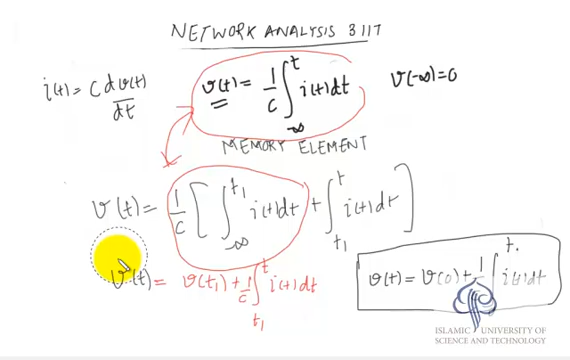 NETWORK ANALYSIS 3117
i(t) = C dv(t)/dt
v(t) = 1/C ∫_{-∞}^{t} i(t)dt
v(-∞)=0
MEMORY ELEMENT
v(t) = 1/C [ ∫_{-∞}^{t₁} i(t)dt + ∫_{t₁}^{t} i(t)dt ]
v(t) = v(t₁) + 1/C ∫_{t₁}^{t} i(t)dt
v(t) = v(0) + 1/ ∫^{t} i(t)dt
ISLAMIC UNIVERSITY OF
SCIENCE AND TECHNOLOGY